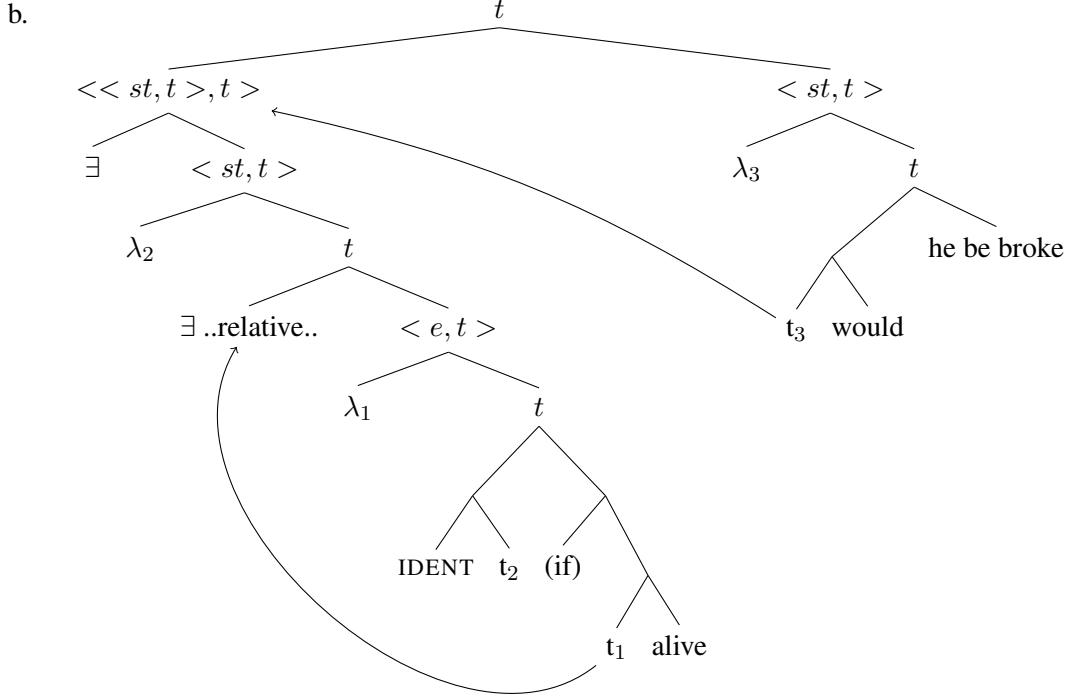 b.
t
<< st, t >, t >
< st, t >
∃
< st, t >
λ₃
t
λ₂
t
he be broke
∃ ..relative..
< e, t >
t₃
would
λ₁
t
IDENT
t₂
(if)
t₁
alive